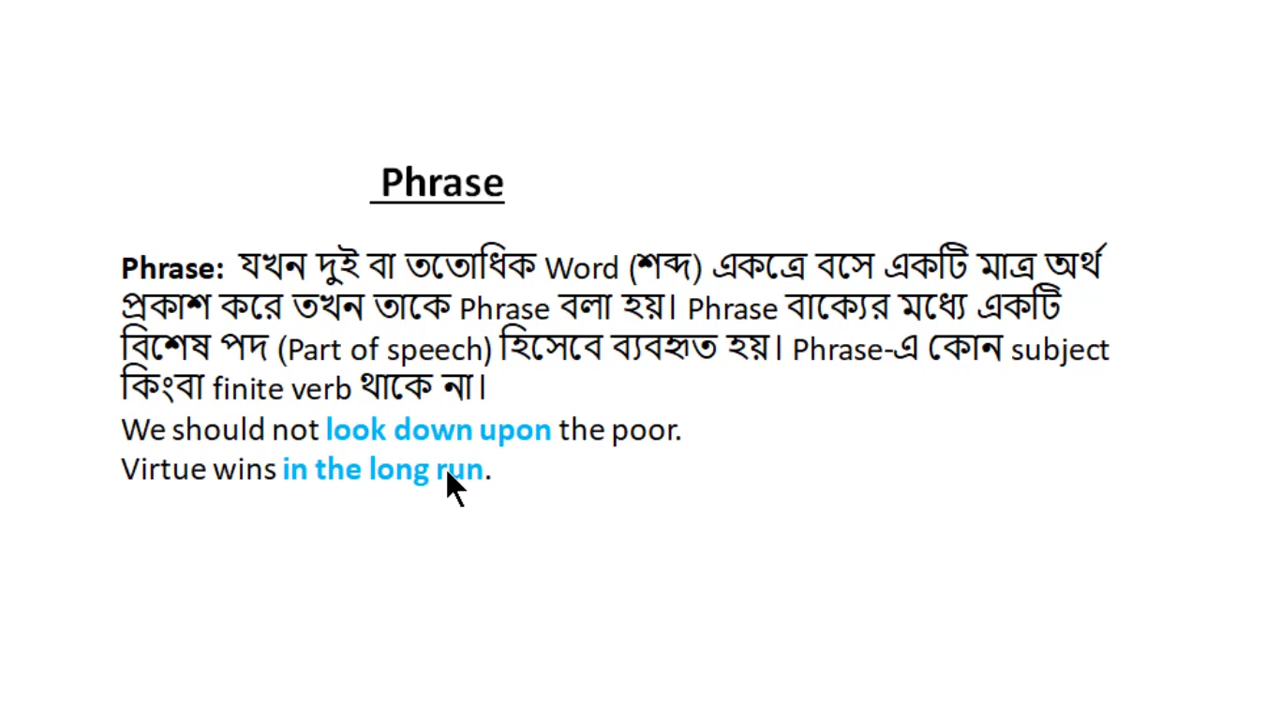 Phrase
Phrase: যখন দুই বা ততোধিক Word (শব্দ) একত্রে বসে একটি মাত্র অর্থ
প্রকাশ করে তখন তাকে Phrase বলা হয়। Phrase বাক্যের মধ্যে একটি
বিশেষ পদ (Part of speech) হিসেবে ব্যবহৃত হয়। Phrase-এ কোন subject
কিংবা finite verb থাকে না।
We should not look down upon the poor.
Virtue wins in the long run.